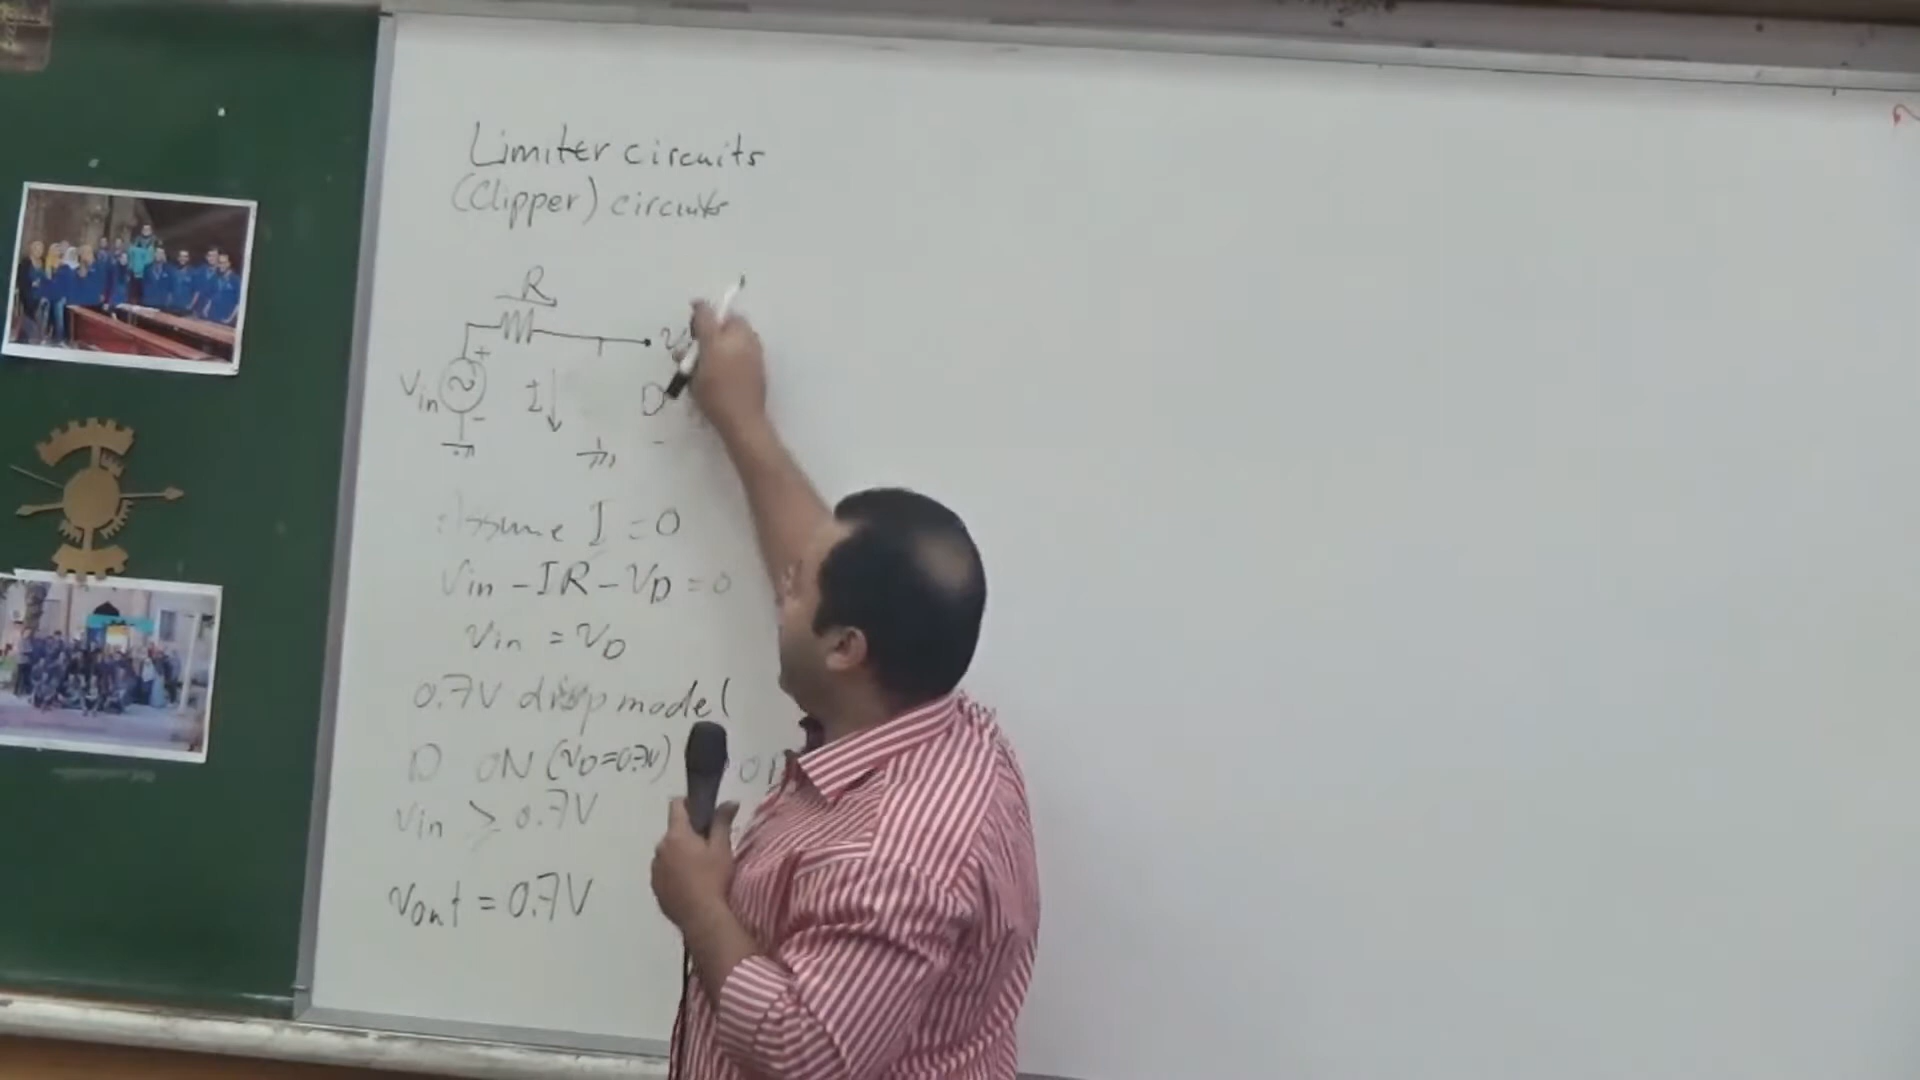 Limiter circuits
(Clipper) circuits
R
+
Vin
I
D
-
-
Assume I = 0
Vin - IR - VD = 0
Vin = VD
0.7V drop model
D ON (VD=0.7V)
Vin ≥ 0.7V
Vout = 0.7V